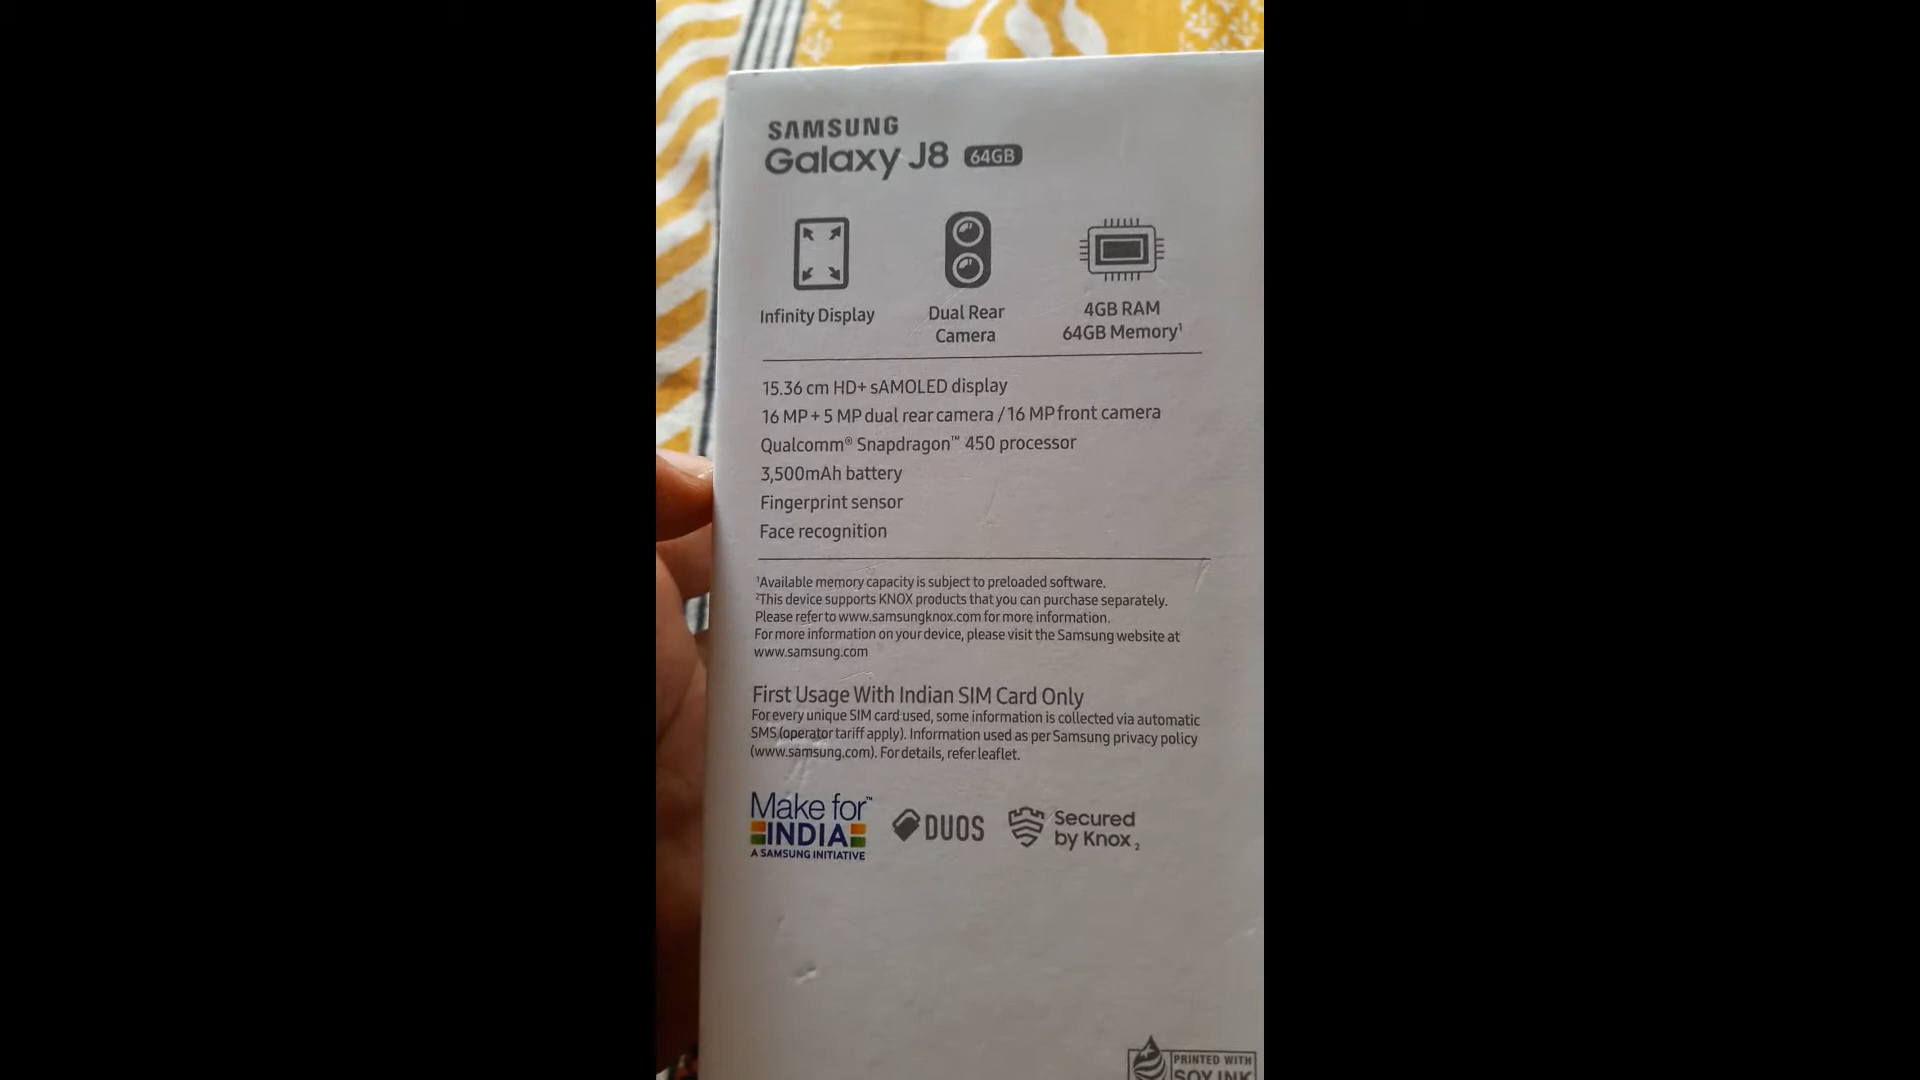 SAMSUNG
Galaxy J8 64GB
Infinity Display
Dual Rear
Camera
4GB RAM
64GB Memory¹
15.36 cm HD+ sAMOLED display
16 MP + 5 MP dual rear camera / 16 MP front camera
Qualcomm® Snapdragon™ 450 processor
3,500mAh battery
Fingerprint sensor
Face recognition
¹Available memory capacity is subject to preloaded software.
²This device supports KNOX products that you can purchase separately.
Please refer to www.samsungknox.com for more information.
For more information on your device, please visit the Samsung website at
www.samsung.com
First Usage With Indian SIM Card Only
For every unique SIM card used, some information is collected via automatic
SMS (operator tariff apply). Information used as per Samsung privacy policy
(www.samsung.com). For details, refer leaflet.
Make for™
INDIA
A SAMSUNG INITIATIVE
DUOS
Secured
by Knox ₂
PRINTED WITH
SOY INK